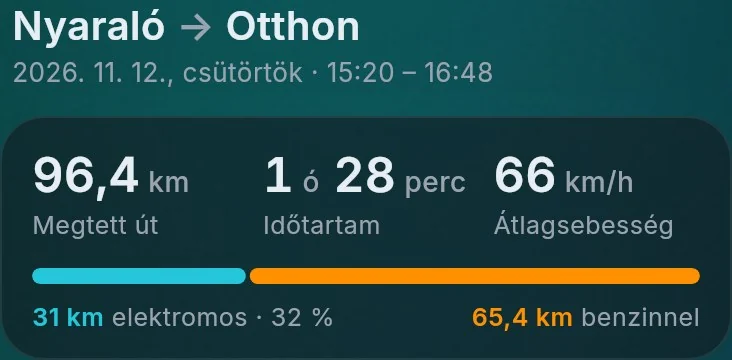 Nyaraló → Otthon
2026. 11. 12., csütörtök · 15:20 – 16:48
96,4 km 1 ó 28 perc 66 km/h
Megtett út Időtartam Átlagsebesség
31 km elektromos · 32 % 65,4 km benzinnel